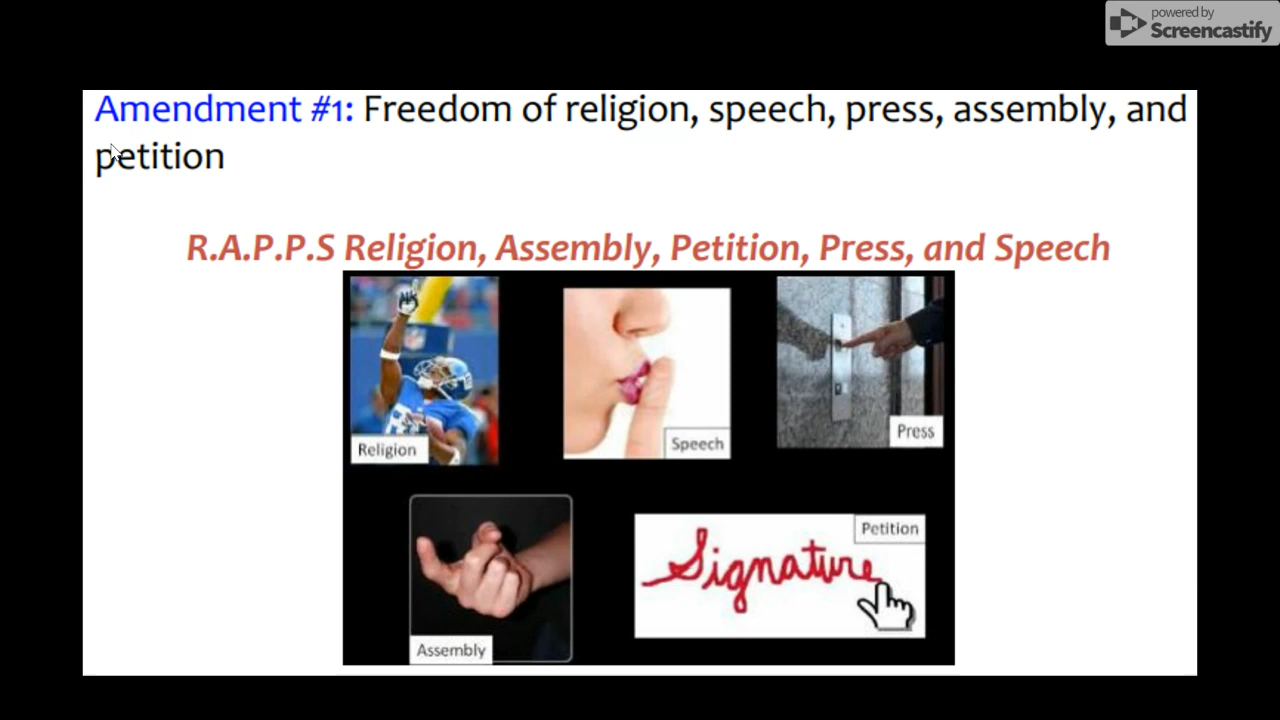 powered by
Screencastify
Amendment #1: Freedom of religion, speech, press, assembly, and
petition
R.A.P.P.S Religion, Assembly, Petition, Press, and Speech
Religion
Speech
Press
Assembly
Petition
Signature